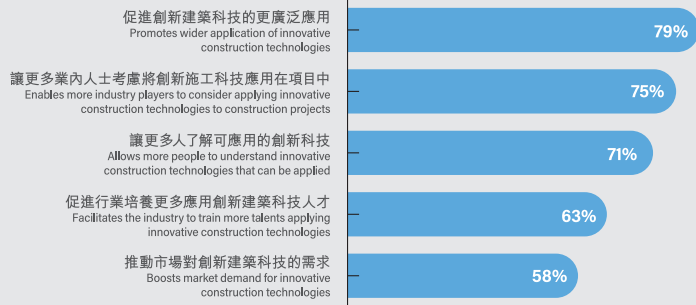 促進創新建築科技的更廣泛應用
Promotes wider application of innovative
construction technologies
79%
讓更多業內人士考慮將創新施工科技應用在項目中
Enables more industry players to consider applying innovative
construction technologies to construction projects
75%
讓更多人了解可應用的創新科技
Allows more people to understand innovative
construction technologies that can be applied
71%
促進行業培養更多應用創新建築科技人才
Facilitates the industry to train more talents applying
innovative construction technologies
63%
推動市場對創新建築科技的需求
Boosts market demand for innovative
construction technologies
58%